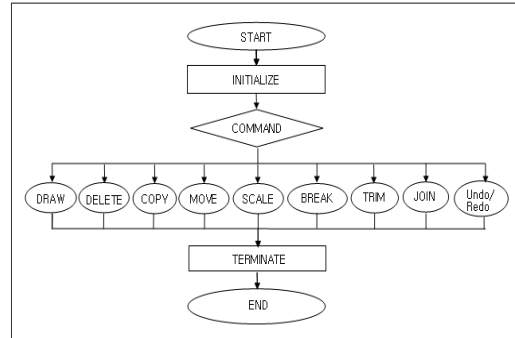 START
INITIALIZE
COMMAND
DRAW
DELETE
COPY
MOVE
SCALE
BREAK
TRIM
JOIN
Undo/
Redo
TERMINATE
END